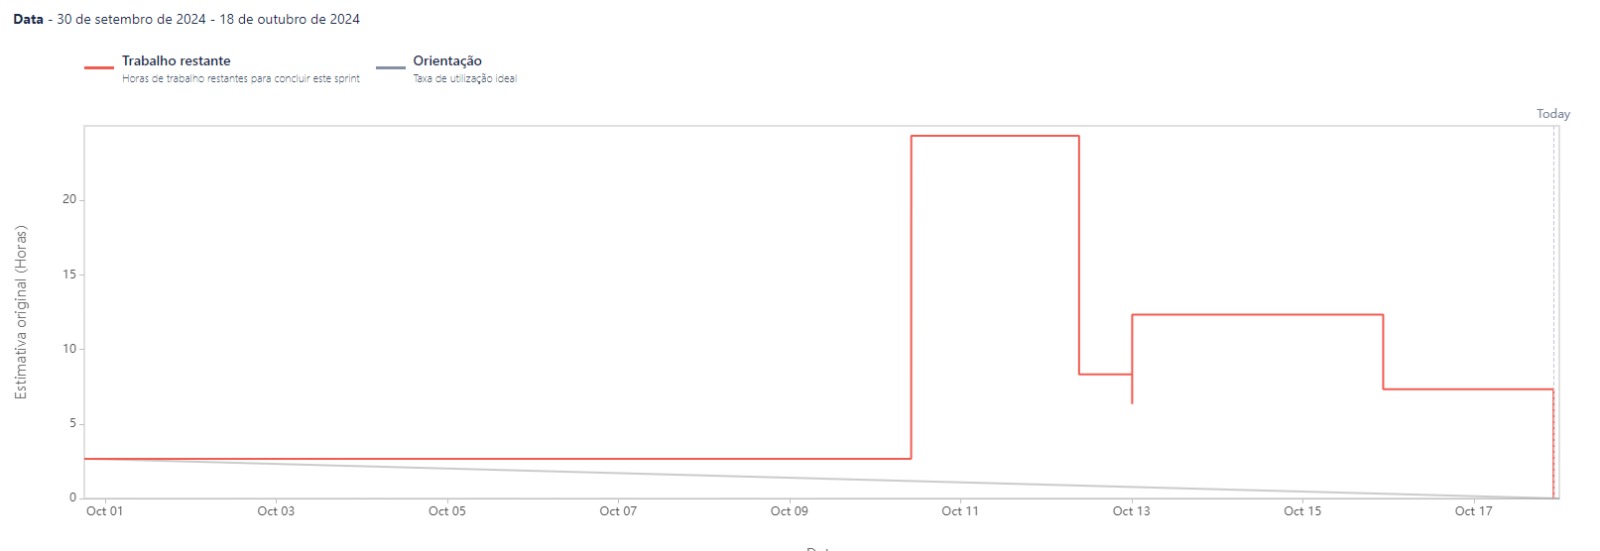 Data - 30 de setembro de 2024 - 18 de outubro de 2024
Trabalho restante
Horas de trabalho restantes para concluir este sprint
Orientação
Taxa de utilização ideal
Today
Estimativa original (Horas)
20
15
10
5
0
Oct 01 Oct 03 Oct 05 Oct 07 Oct 09 Oct 11 Oct 13 Oct 15 Oct 17